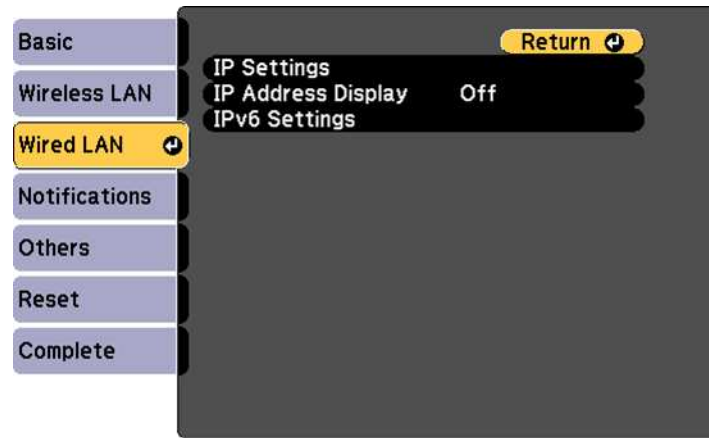 Basic
Wireless LAN
Wired LAN
Notifications
Others
Reset
Complete
Return
IP Settings
IP Address Display Off
IPv6 Settings